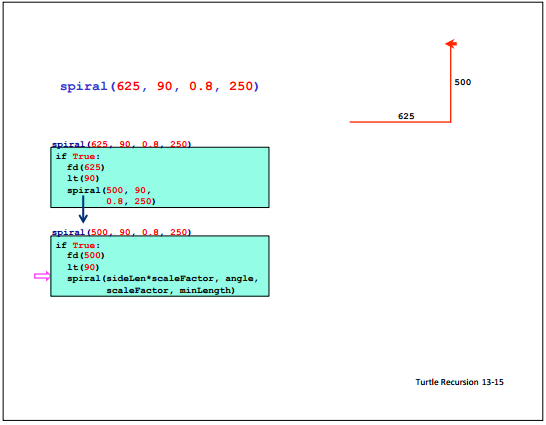 spiral(625, 90, 0.8, 250)
500
625
spiral(625, 90, 0.8, 250)
if True:
fd(625)
lt(90)
spiral(500, 90,
0.8, 250)
spiral(500, 90, 0.8, 250)
if True:
fd(500)
lt(90)
spiral(sideLen*scaleFactor, angle,
scaleFactor, minLength)
Turtle Recursion 13-15